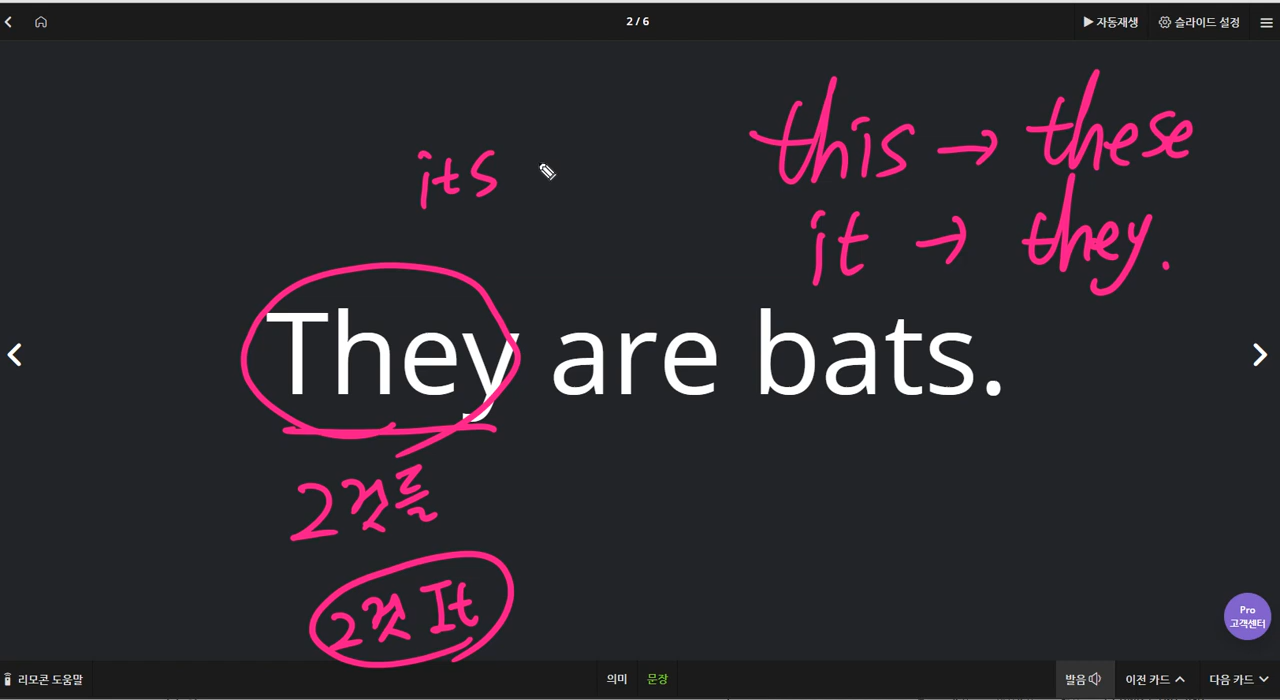 2 / 6
자동재생
슬라이드 설정
this → these
its
it → they.
They are bats.
그것들
그것 It
Pro
고객센터
리모콘 도움말
의미
문장
발음
이전 카드
다음 카드